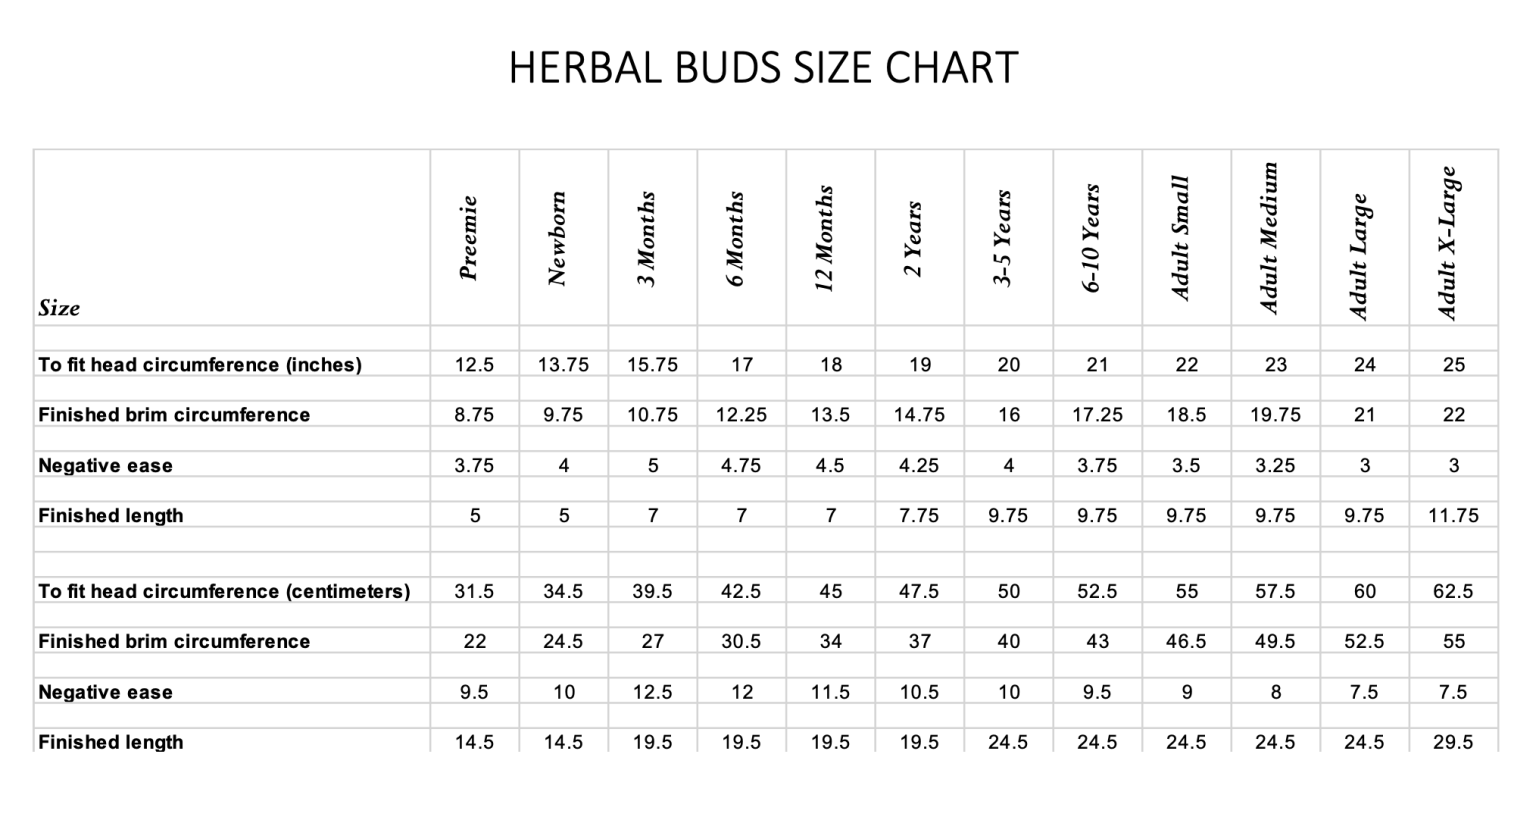 HERBAL BUDS SIZE CHART
Size Preemie Newborn 3 Months 6 Months 12 Months 2 Years 3-5 Years 6-10 Years Adult Small Adult Medium Adult Large Adult X-Large
To fit head circumference (inches) 12.5 13.75 15.75 17 18 19 20 21 22 23 24 25
Finished brim circumference 8.75 9.75 10.75 12.25 13.5 14.75 16 17.25 18.5 19.75 21 22
Negative ease 3.75 4 5 4.75 4.5 4.25 4 3.75 3.5 3.25 3 3
Finished length 5 5 7 7 7 7.75 9.75 9.75 9.75 9.75 9.75 11.75
To fit head circumference (centimeters) 31.5 34.5 39.5 42.5 45 47.5 50 52.5 55 57.5 60 62.5
Finished brim circumference 22 24.5 27 30.5 34 37 40 43 46.5 49.5 52.5 55
Negative ease 9.5 10 12.5 12 11.5 10.5 10 9.5 9 8 7.5 7.5
Finished length 14.5 14.5 19.5 19.5 19.5 19.5 24.5 24.5 24.5 24.5 24.5 29.5